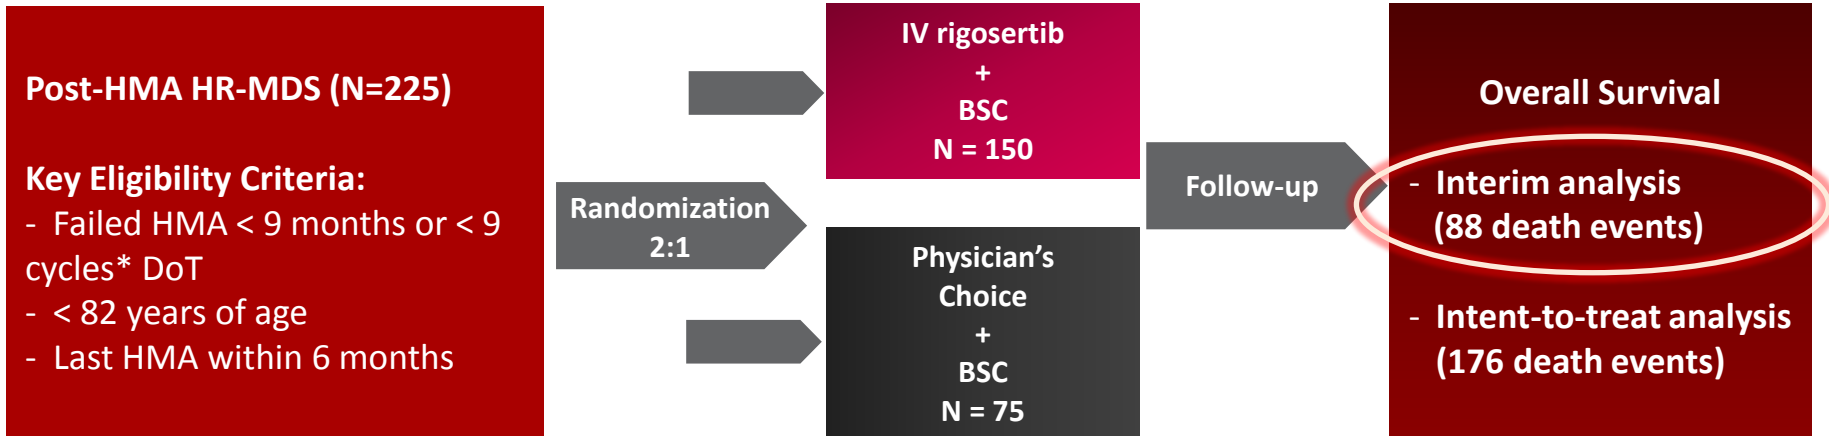 Post-HMA HR-MDS (N=225)
Key Eligibility Criteria:
- Failed HMA < 9 months or < 9
cycles* DoT
- < 82 years of age
- Last HMA within 6 months
Randomization
2:1
IV rigosertib
+
BSC
N = 150
Physician's
Choice
+
BSC
N = 75
Follow-up
Overall Survival
- Interim analysis
(88 death events)
- Intent-to-treat analysis
(176 death events)